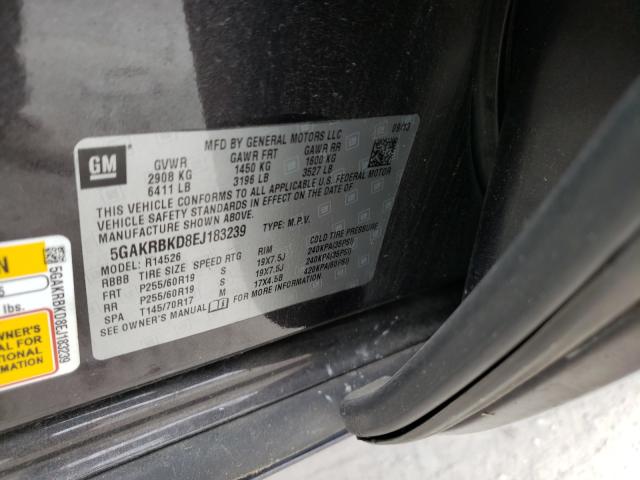 GM
MFD BY GENERAL MOTORS LLC
09/13
GVWR GAWR FRT GAWR RR
2908 KG 1450 KG 1600 KG
6411 LB 3196 LB 3527 LB
THIS VEHICLE CONFORMS TO ALL APPLICABLE U.S. FEDERAL MOTOR
VEHICLE SAFETY STANDARDS IN EFFECT ON THE DATE OF
MANUFACTURE SHOWN ABOVE.
5GAKRBKD8EJ183239 TYPE: M.P.V.
MODEL: R14526
RBBB TIRE SIZE SPEED RTG RIM COLD TIRE PRESSURE
FRT P255/60R19 S 19X7.5J 240KPA(35PSI)
RR P255/60R19 S 19X7.5J 240KPA(35PSI)
SPA T145/70R17 M 17X4.5B 420KPA(60PSI)
SEE OWNER'S MANUAL FOR MORE INFORMATION
5GAKRBKD8EJ183239
N
lbs.
OWNER'S
AL FOR
TIONAL
RMATION